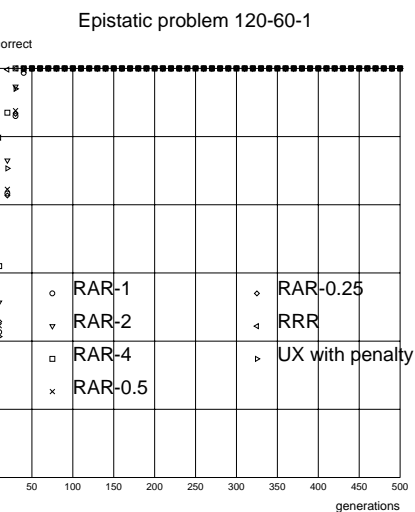 Epistatic problem 120-60-1
orrect
RAR-1 RAR-0.25
RAR-2 RRR
RAR-4 UX with penalty
RAR-0.5
50 100 150 200 250 300 350 400 450 500
generations